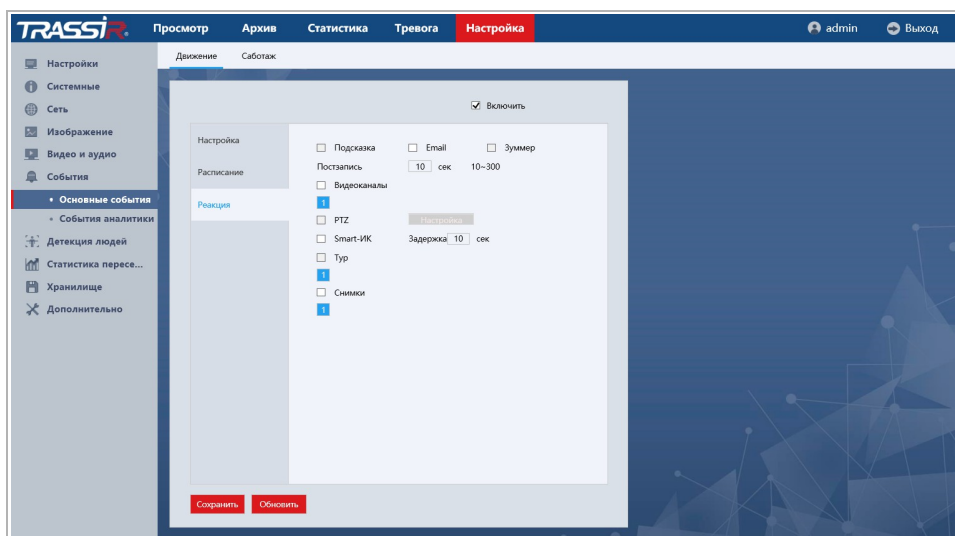 TRASSIR Просмотр Архив Статистика Тревога Настройка admin Выход
Движение Саботаж
Настройки
Системные
Сеть
Изображение
Видео и аудио
События
• Основные события
• События аналитики
Детекция людей
Статистика пересе...
Хранилище
Дополнительно
Включить
Настройка
Расписание
Реакция
Подсказка Email Зуммер
Постзапись 10 сек 10~300
Видеоканалы
1
PTZ Настройка
Smart-ИК Задержка 10 сек
Тур
1
Снимки
1
Сохранить Обновить